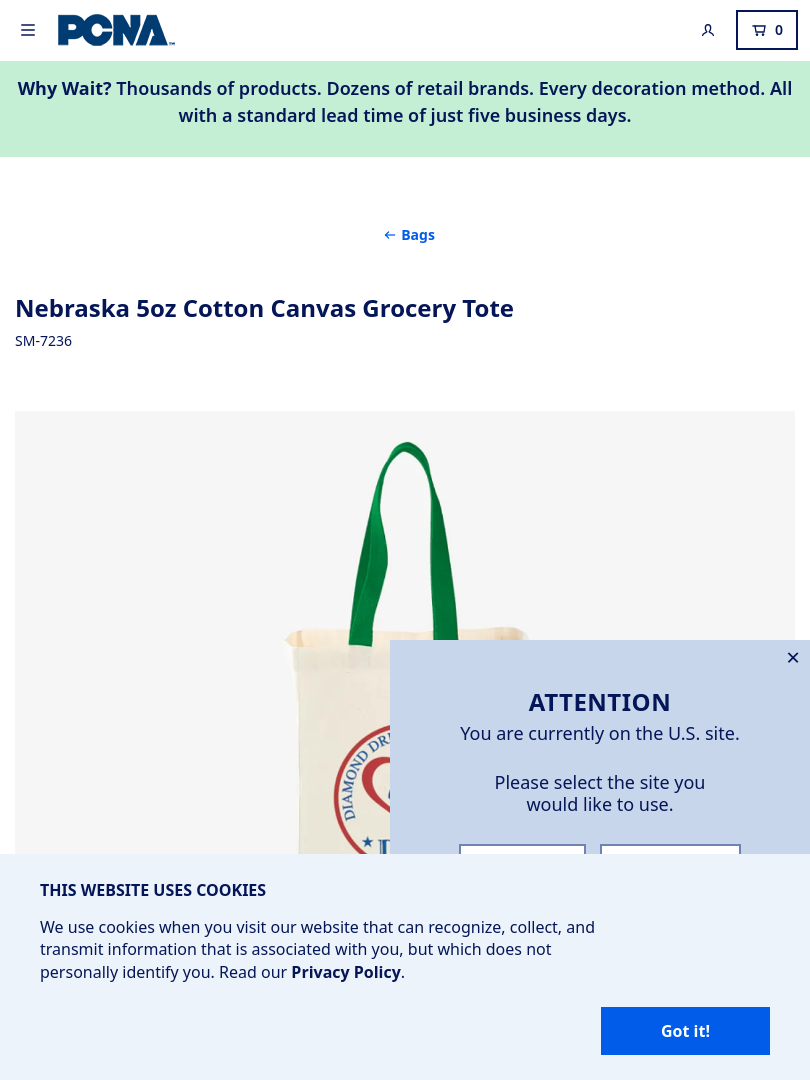 PCNA™
0
Why Wait? Thousands of products. Dozens of retail brands. Every decoration method. All
with a standard lead time of just five business days.
← Bags
Nebraska 5oz Cotton Canvas Grocery Tote
SM-7236
DIAMOND DR
ATTENTION
You are currently on the U.S. site.
Please select the site you
would like to use.
THIS WEBSITE USES COOKIES
We use cookies when you visit our website that can recognize, collect, and
transmit information that is associated with you, but which does not
personally identify you. Read our Privacy Policy.
Got it!